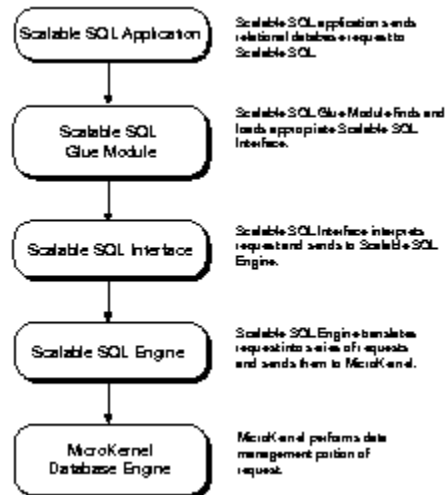 Scalable SQL Application
Scalable SQL application sends
relational database request to
Scalable SQL.
Scalable SQL
Glue Module
Scalable SQL Glue Module finds and
loads appropriate Scalable SQL
Interface.
Scalable SQL Interface
Scalable SQL Interface interprets
request and sends to Scalable SQL
Engine.
Scalable SQL Engine
Scalable SQL Engine translates
request into series of requests
and sends them to MicroKernel.
MicroKernel
Database Engine
MicroKernel performs data
management portion of
request.